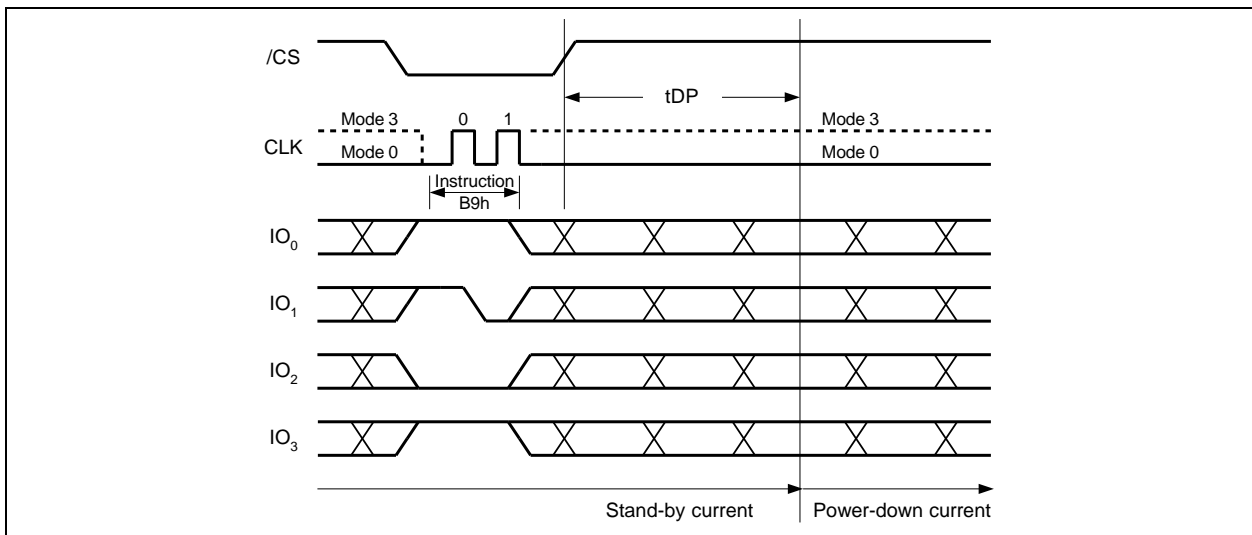 /CS
tDP
Mode 3 0 1 Mode 3
CLK
Mode 0 Mode 0
Instruction
B9h
IO0
IO1
IO2
IO3
Stand-by current Power-down current